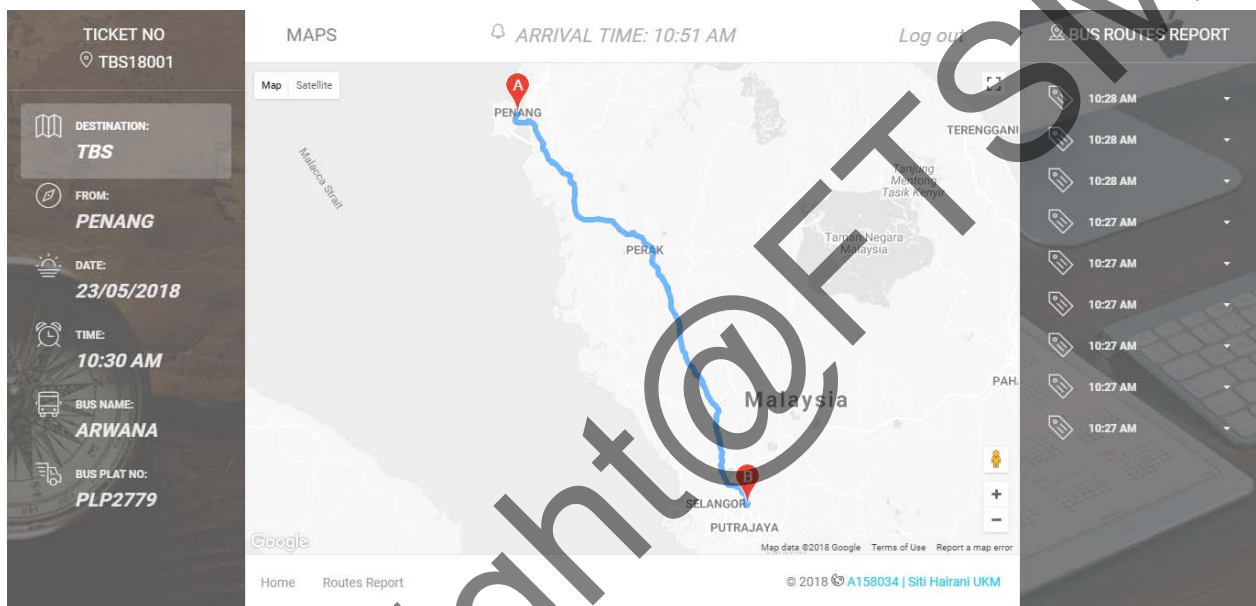 TICKET NO
TBS18001
DESTINATION:
TBS
FROM:
PENANG
DATE:
23/05/2018
TIME:
10:30 AM
BUS NAME:
ARWANA
BUS PLAT NO:
PLP2779
MAPS
ARRIVAL TIME: 10:51 AM
Log out
Map Satellite
A
PENANG
TERENGGANU
Malacca Strait
Tanjung
Mentong
Tasik Kenyir
Taman Negara
Malaysia
PERAK
PAH
Malaysia
B
SELANGOR
PUTRAJAYA
Google
Map data ©2018 Google Terms of Use Report a map error
Home Routes Report
© 2018 A158034 | Siti Hairani UKM
BUS ROUTES REPORT
10:28 AM
10:28 AM
10:28 AM
10:27 AM
10:27 AM
10:27 AM
10:27 AM
10:27 AM
10:27 AM
ght@FTSM